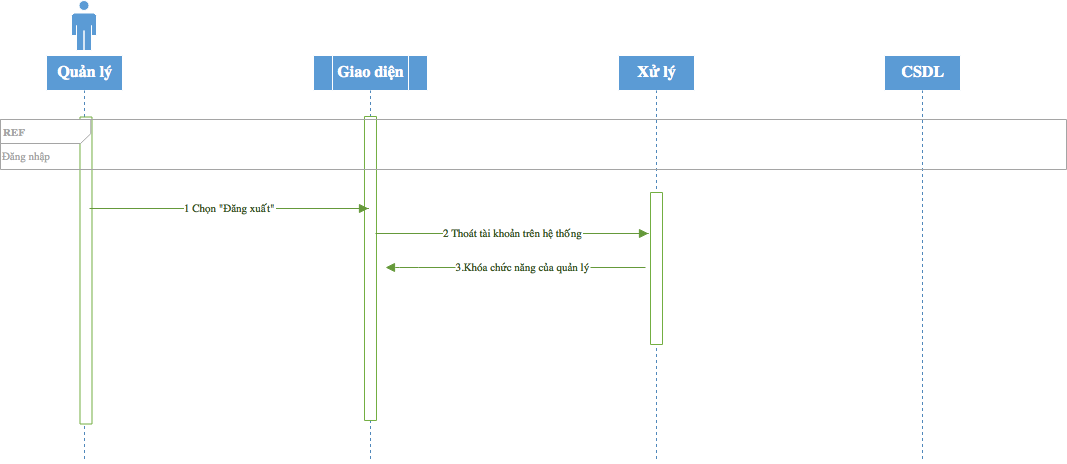 Quản lý
Giao diện
Xử lý
CSDL
REF
Đăng nhập
1 Chọn "Đăng xuất"
2 Thoát tài khoản trên hệ thống
3.Khóa chức năng của quản lý